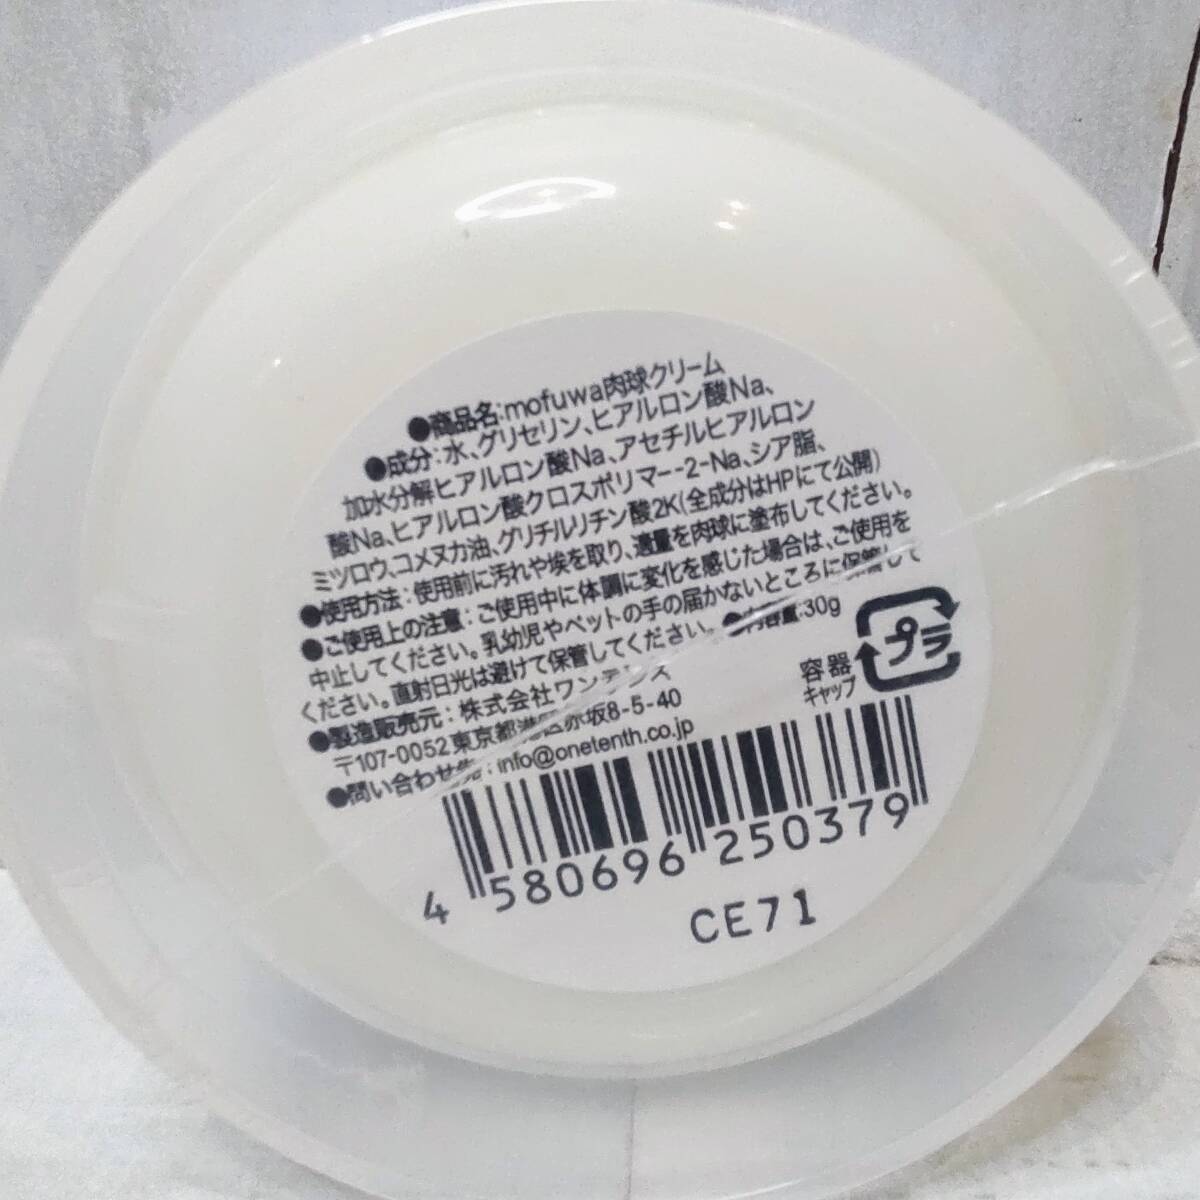 ●商品名:mofuwa肉球クリーム
●成分:水、グリセリン、ヒアルロン酸Na、
加水分解ヒアルロン酸Na、アセチルヒアルロン
酸Na、ヒアルロン酸クロスポリマー-2-Na、シア脂、
ミツロウ、コメヌカ油、グリチルリチン酸2K(全成分はHPにて公開)
●使用方法:使用前に汚れや埃を取り、適量を肉球に塗布してください。
●ご使用上の注意:ご使用中に体調に変化を感じた場合は、ご使用を
中止してください。乳幼児やペットの手の届かないところに保管して
ください。直射日光は避けて保管してください。●内容量:30g
●製造販売元:株式会社ワンテンス
〒107-0052東京都港区赤坂8-5-40
●問い合わせ先:info@onetenth.co.jp
プラ
容器
キャップ
4 580696 250379
CE71